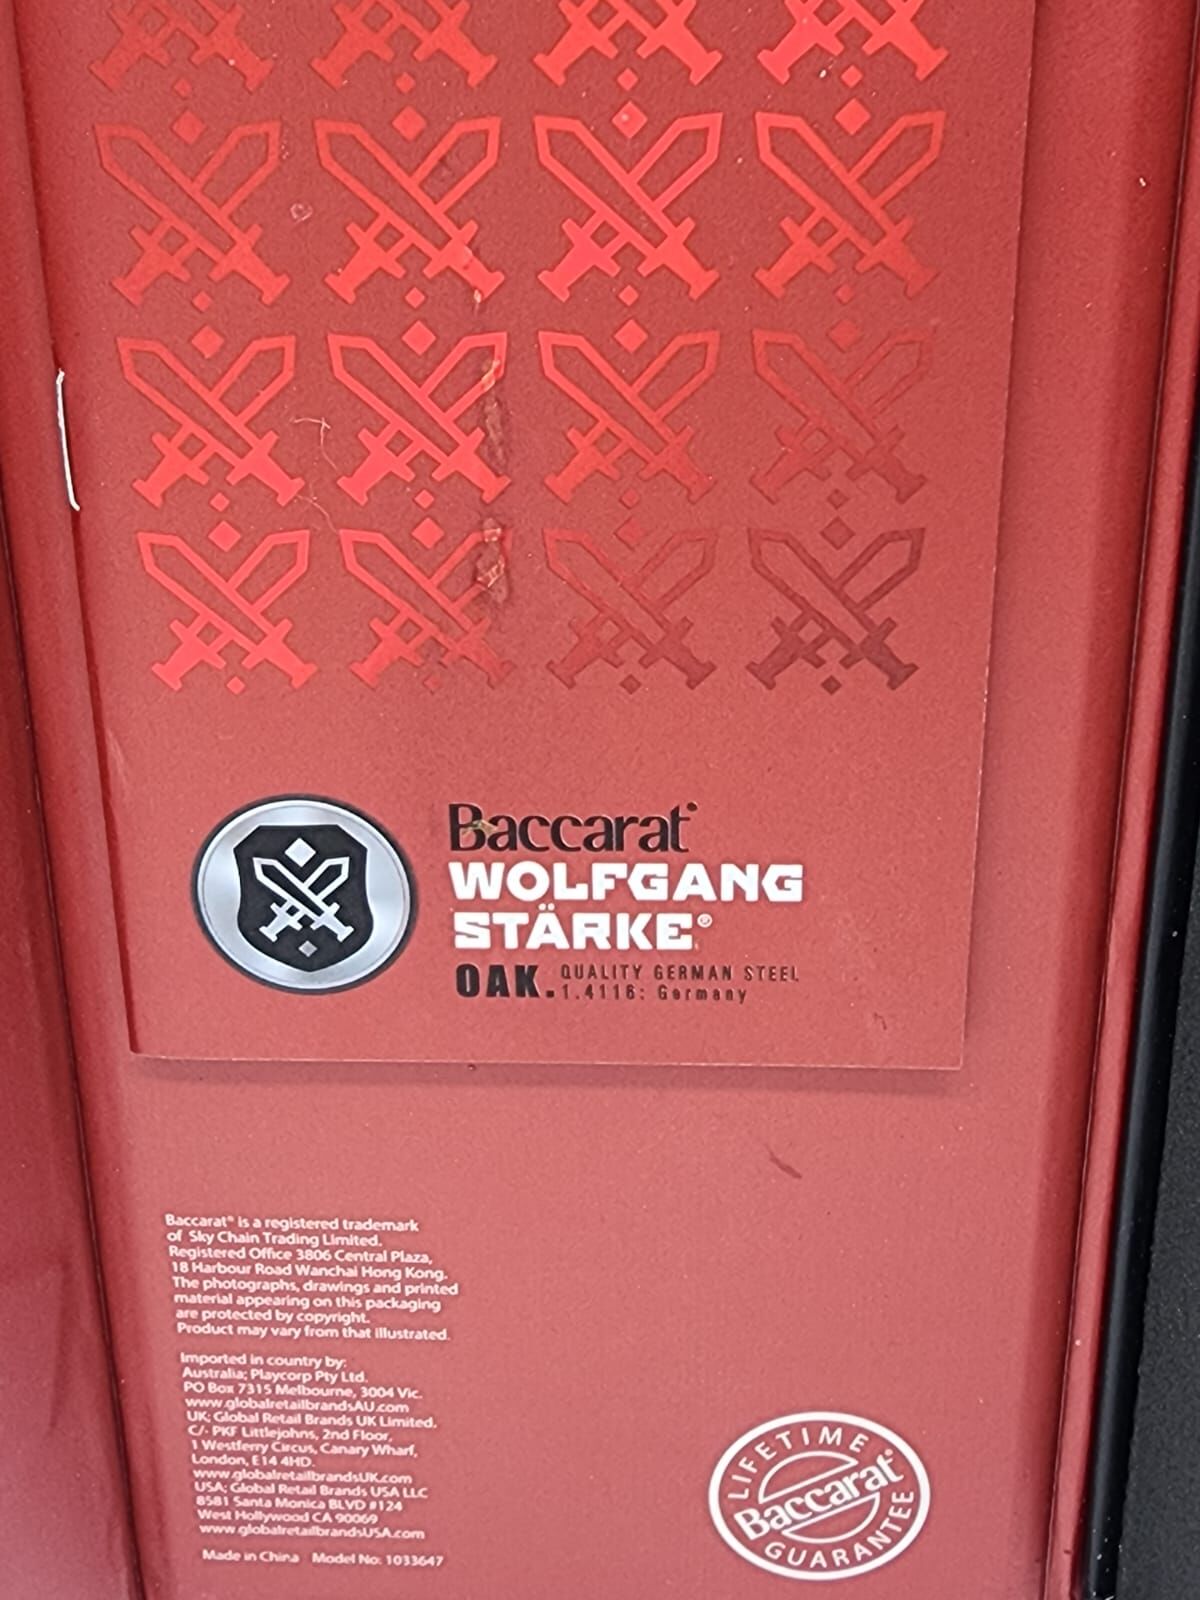 Baccarat®
WOLFGANG
STÄRKE®
OAK. QUALITY GERMAN STEEL
1.4116: Germany
Baccarat® is a registered trademark
of Sky Chain Trading Limited.
Registered Office 3806 Central Plaza,
18 Harbour Road Wanchai Hong Kong.
The photographs, drawings and printed
material appearing on this packaging
are protected by copyright.
Product may vary from that illustrated.
Imported in country by:
Australia; Playcorp Pty Ltd.
PO Box 7315 Melbourne, 3004 Vic.
www.globalretailbrandsAU.com
UK; Global Retail Brands UK Limited.
C/- PKF Littlejohns, 2nd Floor,
1 Westferry Circus, Canary Wharf,
London, E14 4HD.
www.globalretailbrandsUK.com
USA; Global Retail Brands USA LLC
8581 Santa Monica BLVD #124
West Hollywood CA 90069
www.globalretailbrandsUSA.com
Made in China Model No: 1033647
LIFETIME
Baccarat®
GUARANTEE